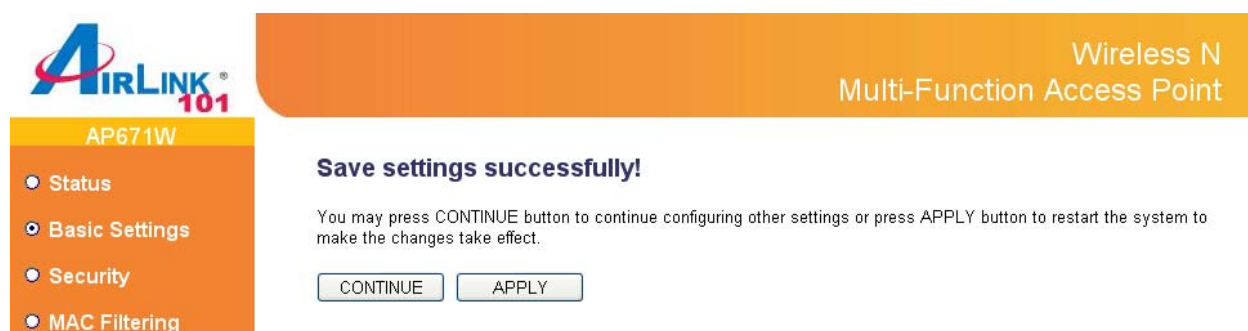 AIRLINK®
101
Wireless N
Multi-Function Access Point
AP671W
Status
Basic Settings
Security
MAC Filtering
Save settings successfully!
You may press CONTINUE button to continue configuring other settings or press APPLY button to restart the system to
make the changes take effect.
CONTINUE APPLY